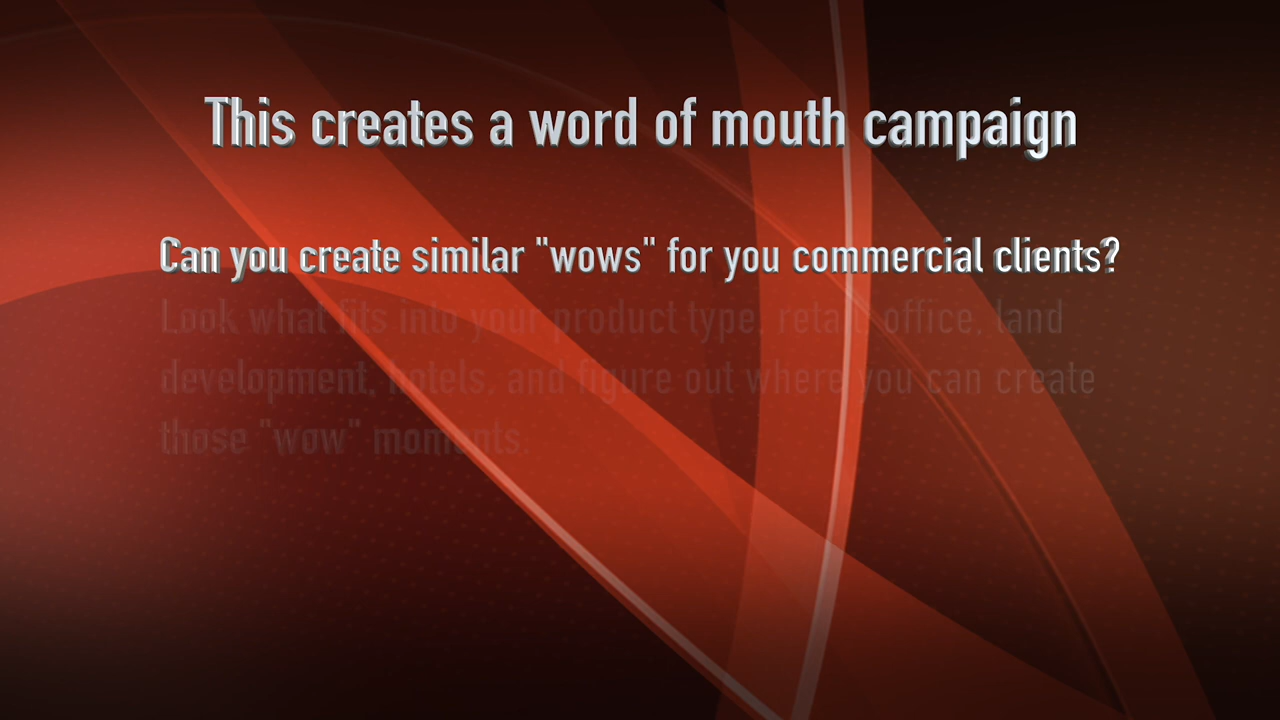 This creates a word of mouth campaign
Can you create similar "wows" for you commercial clients?
Look what fits into your product type, retail, office, land
development, hotels, and figure out where you can create
those "wow" moments.